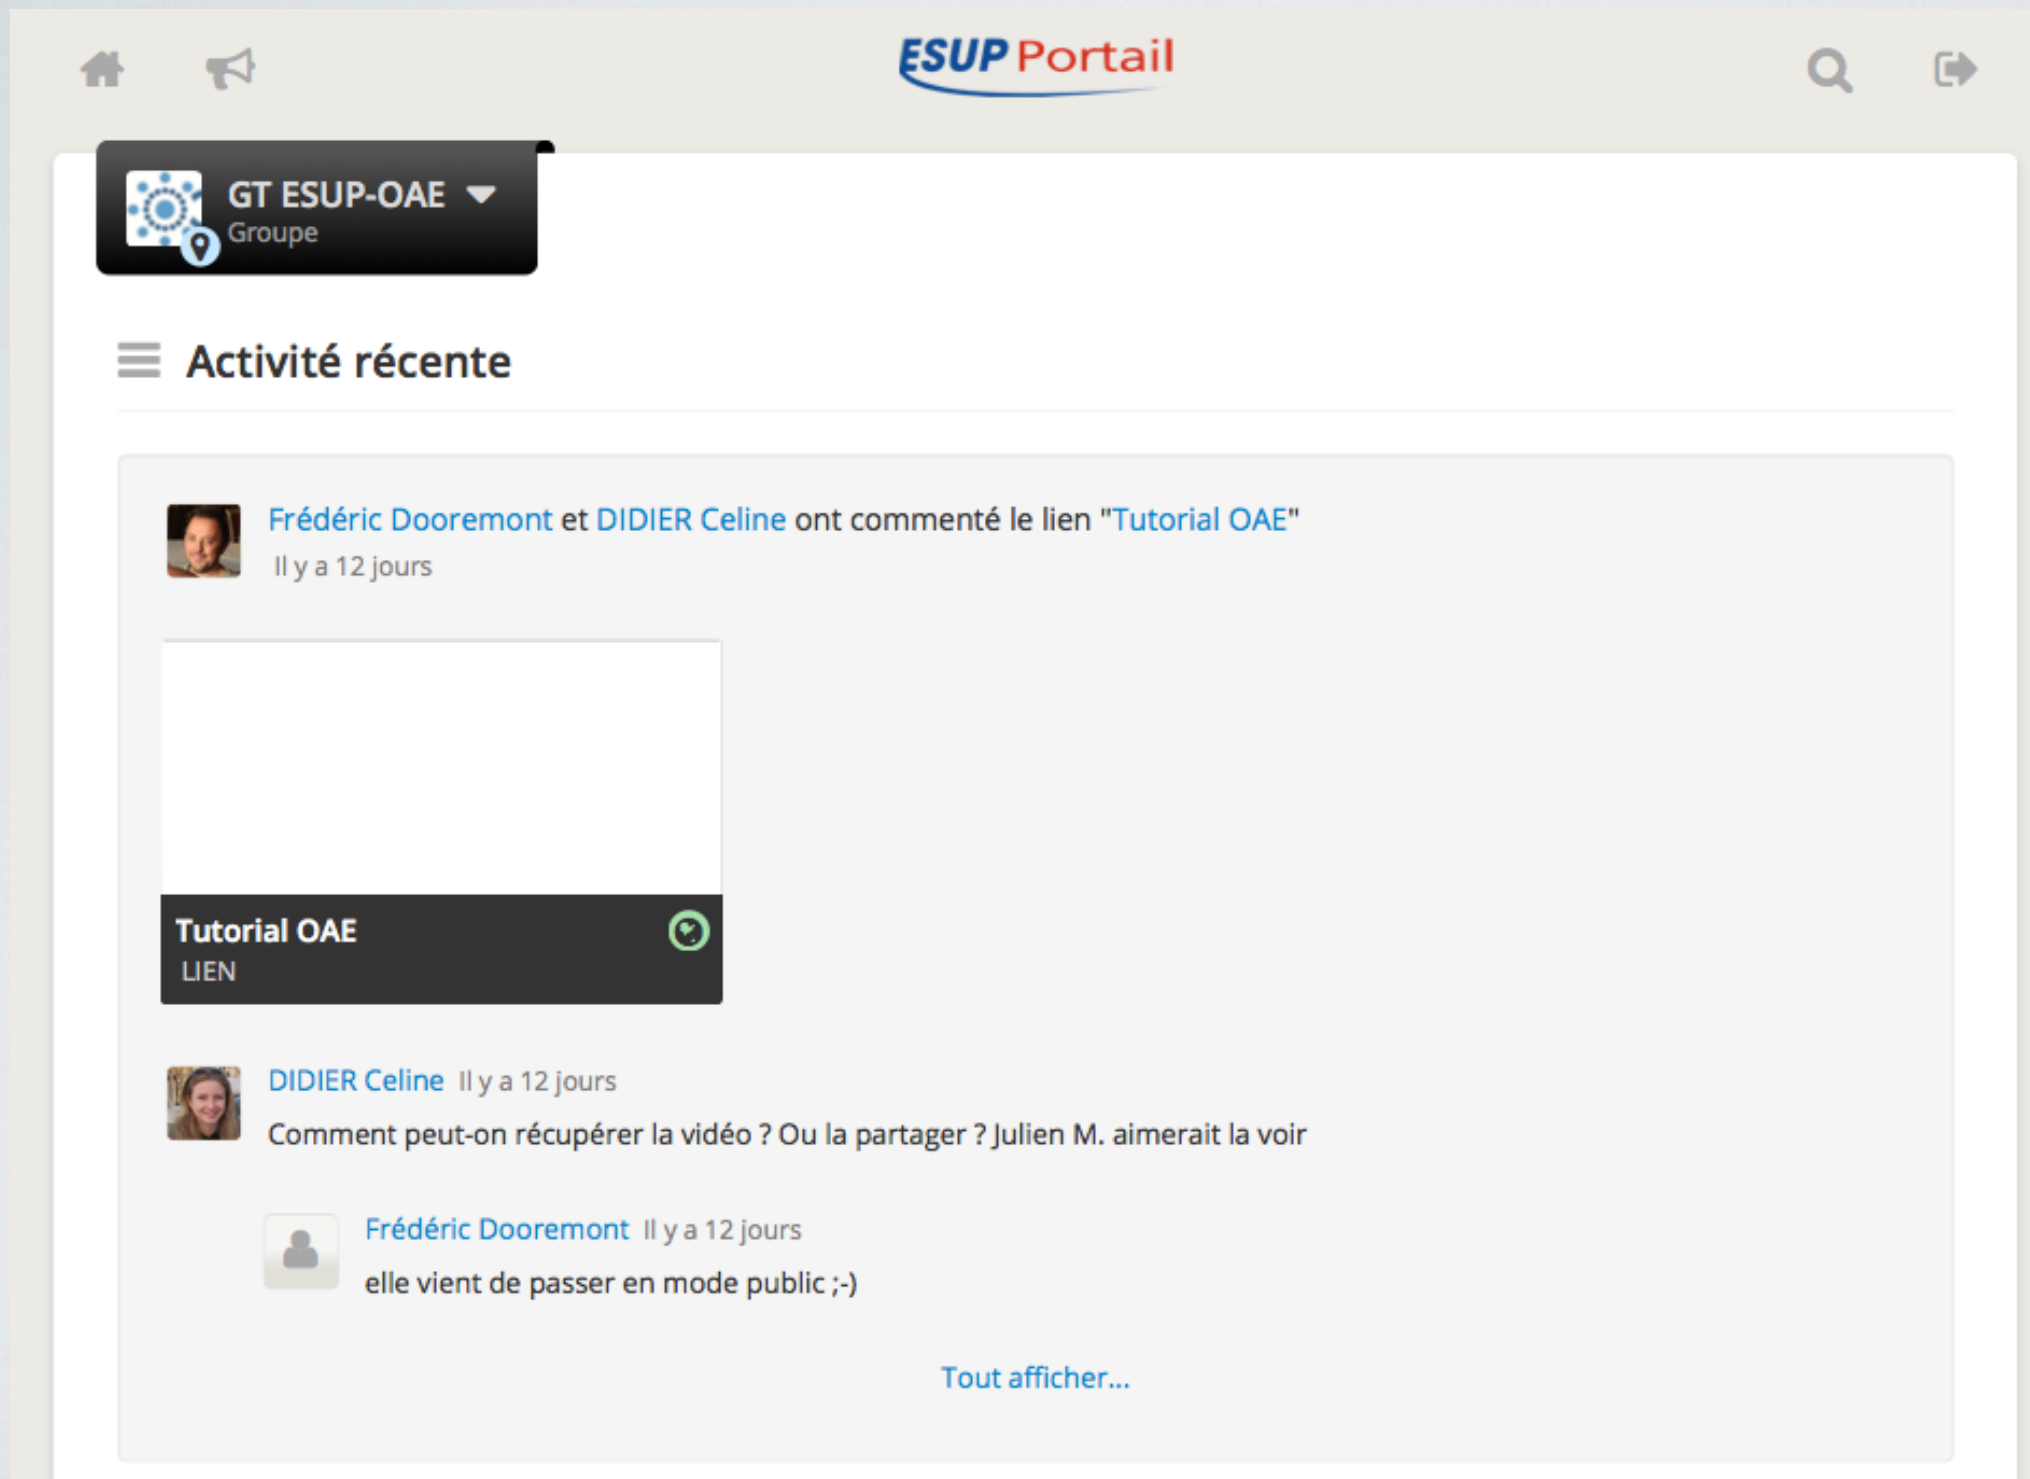 ESUP Portail
GT ESUP-OAE
Groupe
Activité récente
Frédéric Dooremont et DIDIER Celine ont commenté le lien "Tutorial OAE"
Il y a 12 jours
Tutorial OAE
LIEN
DIDIER Celine Il y a 12 jours
Comment peut-on récupérer la vidéo ? Ou la partager ? Julien M. aimerait la voir
Frédéric Dooremont Il y a 12 jours
elle vient de passer en mode public ;-)
Tout afficher...